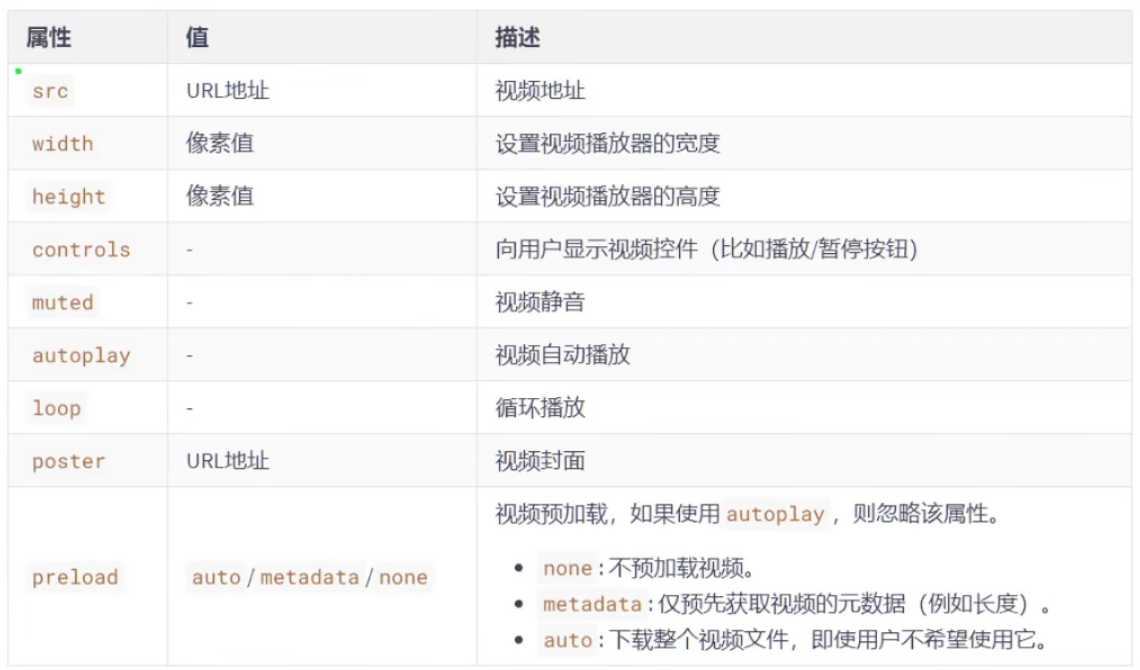 属性 值 描述
src URL地址 视频地址
width 像素值 设置视频播放器的宽度
height 像素值 设置视频播放器的高度
controls - 向用户显示视频控件（比如播放/暂停按钮）
muted - 视频静音
autoplay - 视频自动播放
loop - 循环播放
poster URL地址 视频封面
preload auto/metadata/none 视频预加载，如果使用 autoplay ，则忽略该属性。
none :不预加载视频。
metadata :仅预先获取视频的元数据（例如长度）。
auto :下载整个视频文件，即使用户不希望使用它。